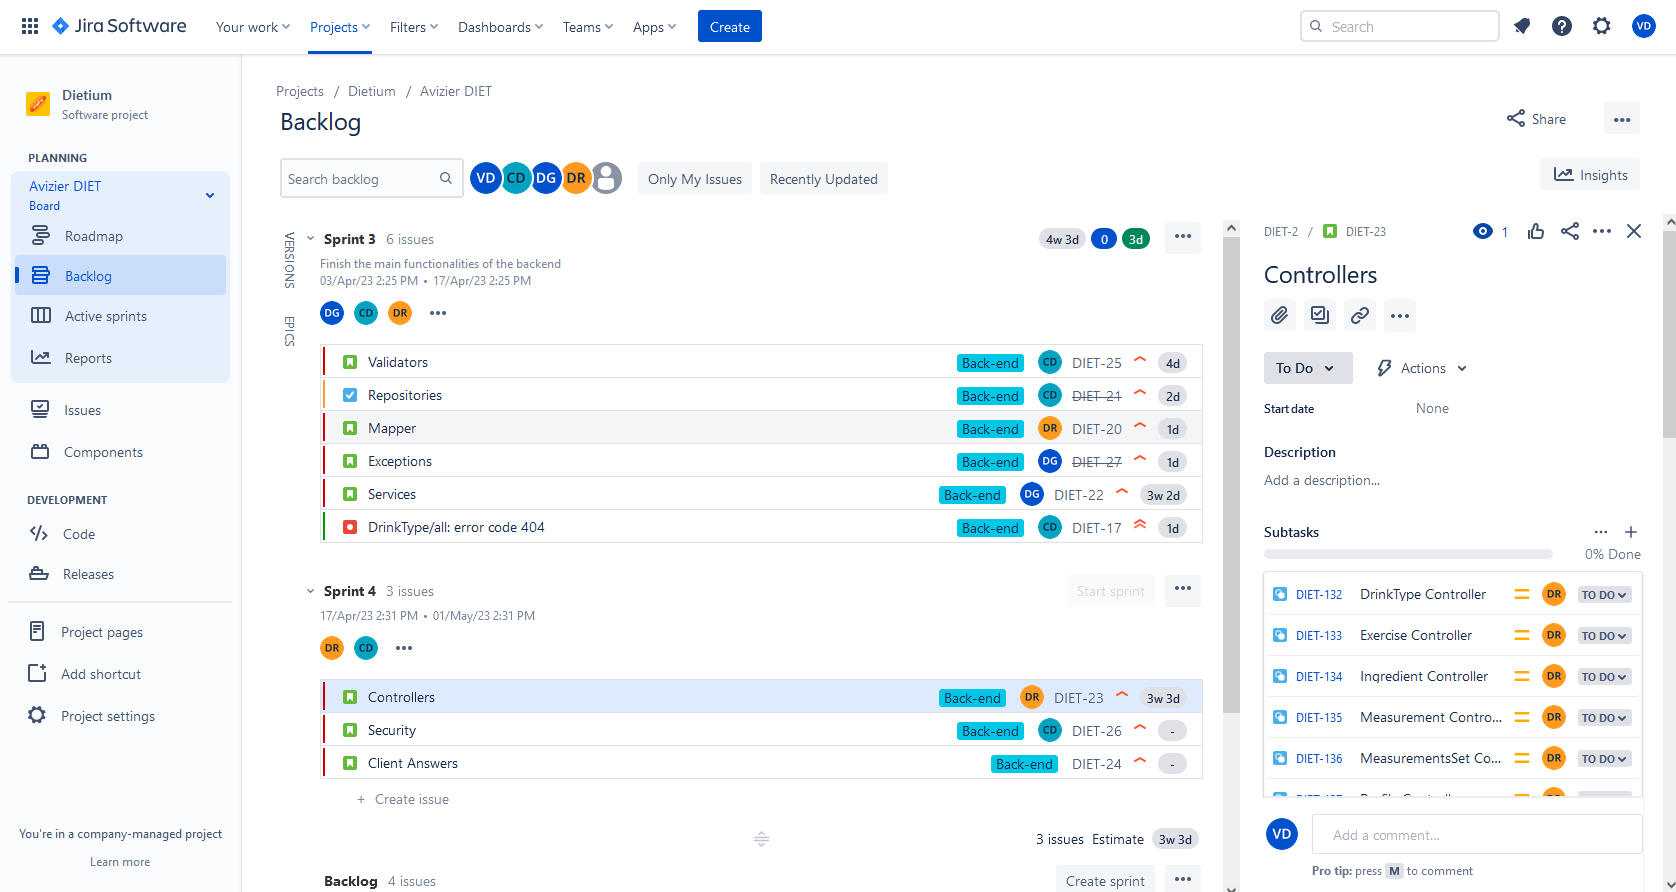 Jira Software
Your work
Projects
Filters
Dashboards
Teams
Apps
Create
Search
VD
Dietium
Software project
PLANNING
Avizier DIET
Board
Roadmap
Backlog
Active sprints
Reports
Issues
Components
DEVELOPMENT
Code
Releases
Project pages
Add shortcut
Project settings
You're in a company-managed project
Learn more
Projects / Dietium / Avizier DIET
Backlog
Share
Search backlog
VD CD DG DR
Only My Issues
Recently Updated
Insights
VERSIONS
EPICS
Sprint 3 6 issues 4w 3d 0 3d
Finish the main functionalities of the backend
03/Apr/23 2:25 PM • 17/Apr/23 2:25 PM
DG CD DR
Validators Back-end CD DIET-25 4d
Repositories Back-end CD DIET-21 2d
Mapper Back-end DR DIET-20 1d
Exceptions Back-end DG DIET-27 1d
Services Back-end DG DIET-22 3w 2d
DrinkType/all: error code 404 Back-end CD DIET-17 1d
Sprint 4 3 issues Start sprint
17/Apr/23 2:31 PM • 01/May/23 2:31 PM
DR CD
Controllers Back-end DR DIET-23 3w 3d
Security Back-end CD DIET-26 -
Client Answers Back-end DIET-24 -
+ Create issue
3 issues Estimate 3w 3d
Backlog 4 issues Create sprint
DIET-2 / DIET-23 1
Controllers
To Do Actions
Start date None
Description
Add a description...
Subtasks
0% Done
DIET-132 DrinkType Controller DR TO DO
DIET-133 Exercise Controller DR TO DO
DIET-134 Ingredient Controller DR TO DO
DIET-135 Measurement Contro... DR TO DO
DIET-136 MeasurementsSet Co... DR TO DO
VD Add a comment...
Pro tip: press M to comment